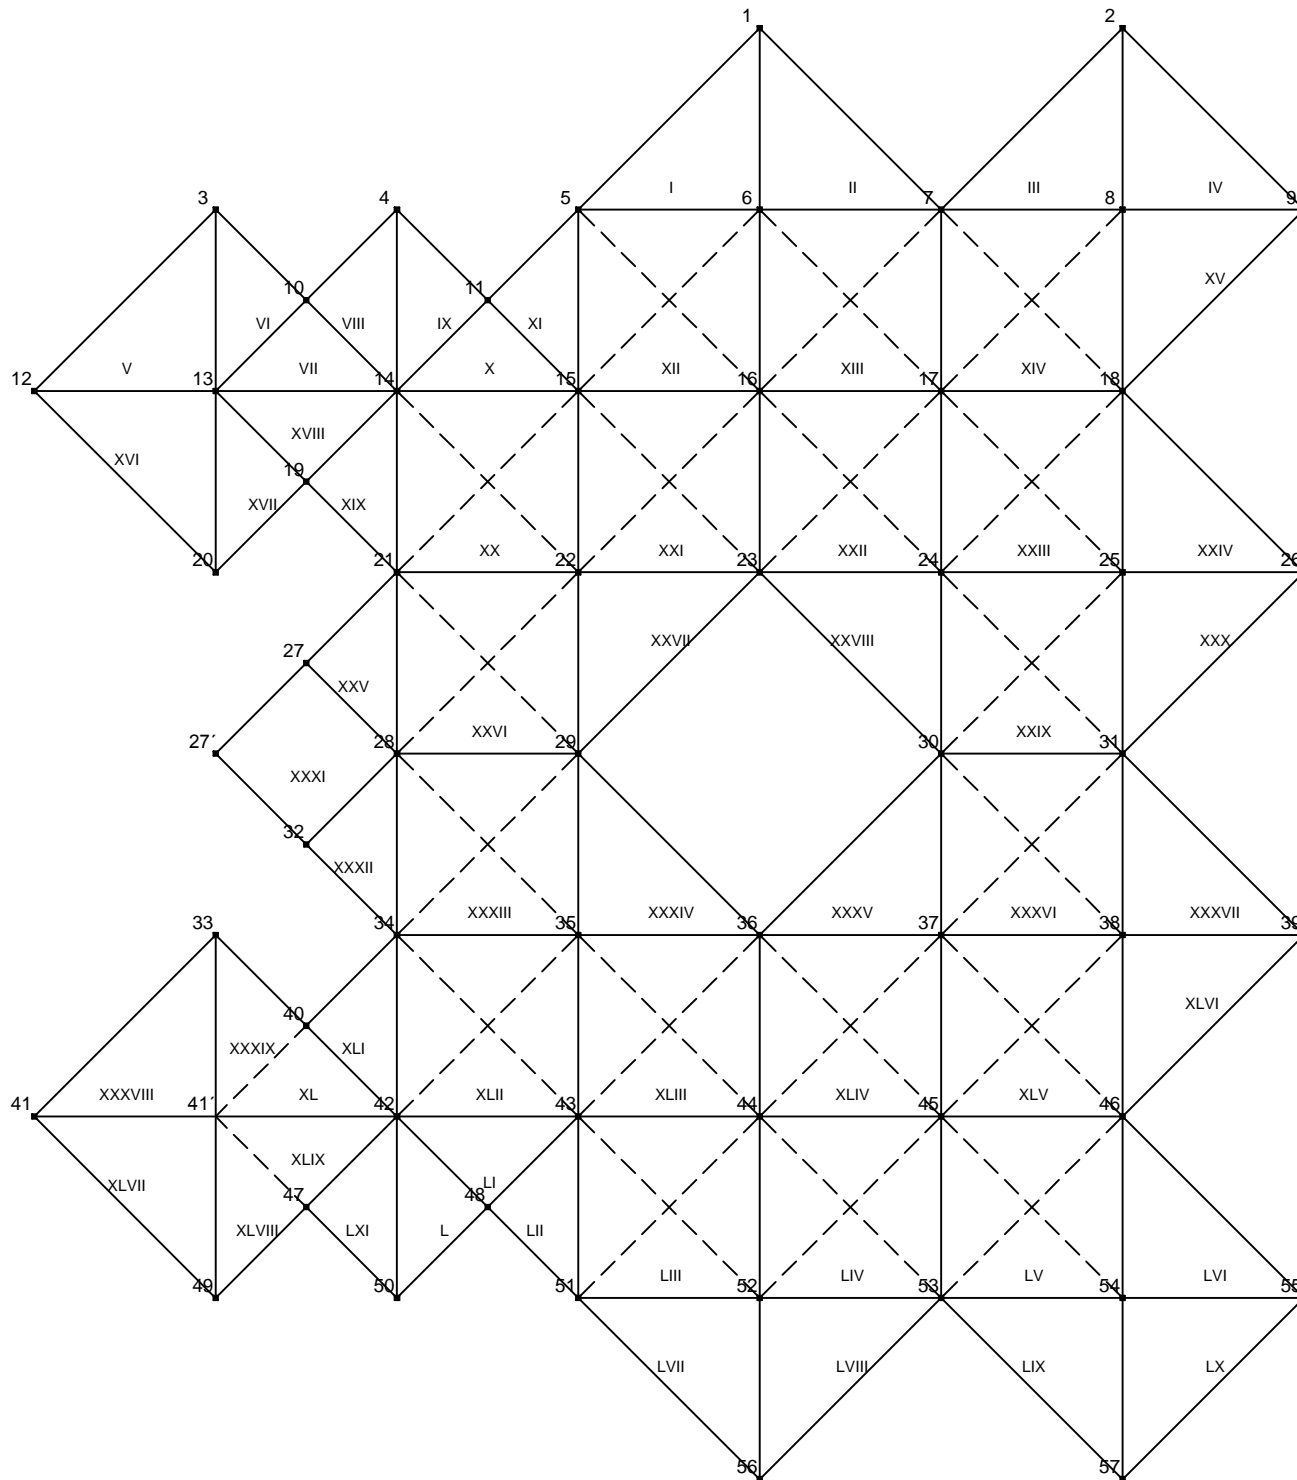 1 2
I II III IV
3 4 5 6 7 8 9
10 11 XV
VI VIII IX XI
V VII X XII XIII XIV
12 13 14 15 16 17 18
XVIII
XVI 19
XVII XIX
XX XXI XXII XXIII XXIV
20 21 22 23 24 25 26
XXVII XXVIII XXX
27
XXV
XXVI XXIX
27´ 28 29 30 31
XXXI
32
XXXII
XXXIII XXXIV XXXV XXXVI XXXVII
33 34 35 36 37 38 39
XLVI
40
XXXIX XLI
XXXVIII XL XLII XLIII XLIV XLV
41 41´ 42 43 44 45 46
XLIX
XLVII LI
47 48
XLVIII LXI L LII
LIII LIV LV LVI
49 50 51 52 53 54 55
LVII LVIII LIX LX
56 57